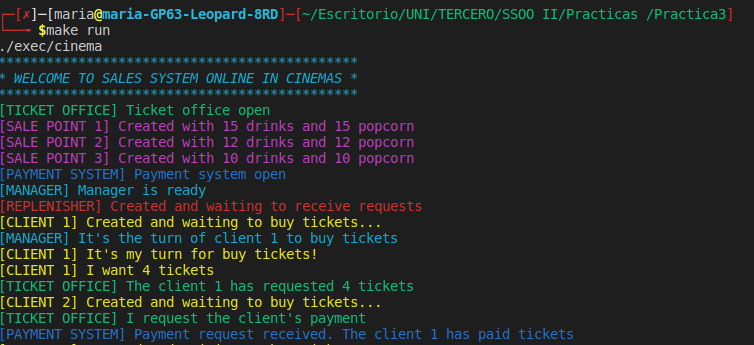 ┌─[✗]─[maria@maria-GP63-Leopard-8RD]─[~/Escritorio/UNI/TERCERO/SSOO II/Practicas /Practica3]
└──╼ $make run
./exec/cinema
*******************************************
* WELCOME TO SALES SYSTEM ONLINE IN CINEMAS *
*******************************************
[TICKET OFFICE] Ticket office open
[SALE POINT 1] Created with 15 drinks and 15 popcorn
[SALE POINT 2] Created with 12 drinks and 12 popcorn
[SALE POINT 3] Created with 10 drinks and 10 popcorn
[PAYMENT SYSTEM] Payment system open
[MANAGER] Manager is ready
[REPLENISHER] Created and waiting to receive requests
[CLIENT 1] Created and waiting to buy tickets...
[MANAGER] It's the turn of client 1 to buy tickets
[CLIENT 1] It's my turn for buy tickets!
[CLIENT 1] I want 4 tickets
[TICKET OFFICE] The client 1 has requested 4 tickets
[CLIENT 2] Created and waiting to buy tickets...
[TICKET OFFICE] I request the client's payment
[PAYMENT SYSTEM] Payment request received. The client 1 has paid tickets